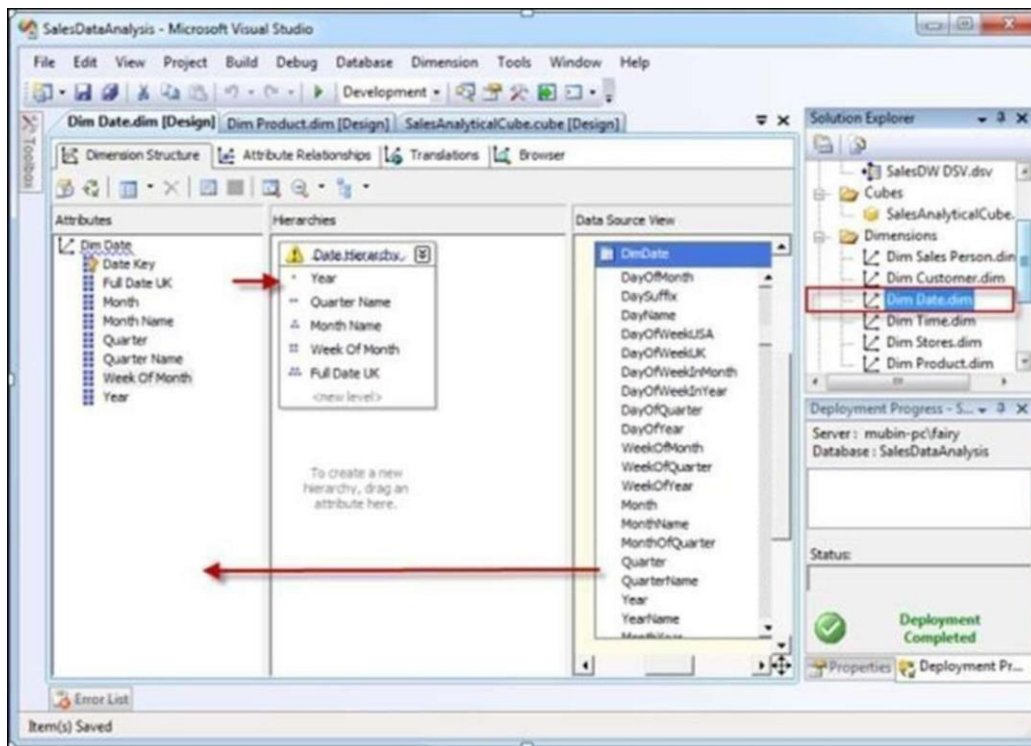 SalesDataAnalysis - Microsoft Visual Studio
File Edit View Project Build Debug Database Dimension Tools Window Help
Development
Toolbox
Dim Date.dim [Design] Dim Product.dim [Design] SalesAnalyticalCube.cube [Design]
Dimension Structure Attribute Relationships Translations Browser
Attributes
Dim Date
Date Key
Full Date UK
Month
Month Name
Quarter
Quarter Name
Week Of Month
Year
Hierarchies
Date Hierarchy
Year
Quarter Name
Month Name
Week Of Month
Full Date UK
<new level>
To create a new
hierarchy, drag an
attribute here.
Data Source View
DimDate
DayOfMonth
DaySuffix
DayName
DayOfWeekUSA
DayOfWeekUK
DayOfWeekInMonth
DayOfWeekInYear
DayOfQuarter
DayOfYear
WeekOfMonth
WeekOfQuarter
WeekOfYear
Month
MonthName
MonthOfQuarter
Quarter
QuarterName
Year
YearName
Solution Explorer
SalesDW DSV.dsv
Cubes
SalesAnalyticalCube.
Dimensions
Dim Sales Person.dim
Dim Customer.dim
Dim Date.dim
Dim Time.dim
Dim Stores.dim
Dim Product.dim
Deployment Progress - S...
Server : mubin-pc\fairy
Database : SalesDataAnalysis
Status:
Deployment
Completed
Properties Deployment Pr...
Error List
Item(s) Saved